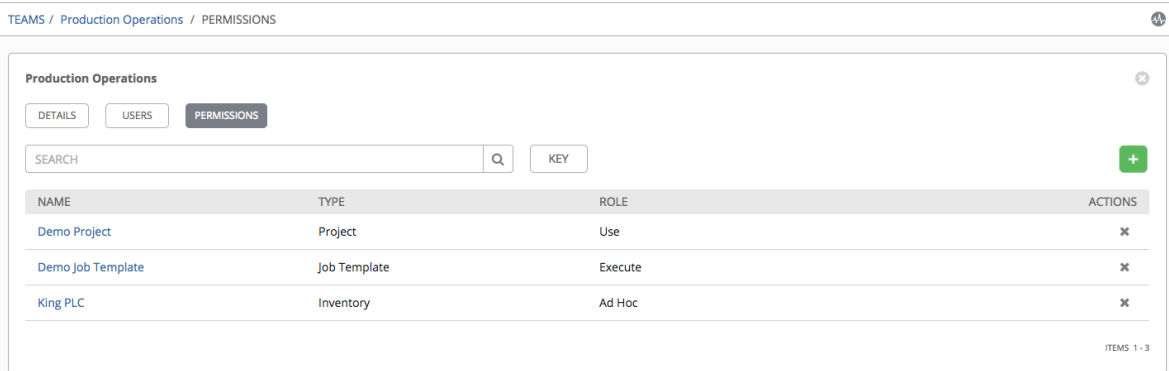 TEAMS / Production Operations / PERMISSIONS
Production Operations
DETAILS USERS PERMISSIONS
SEARCH KEY +
NAME TYPE ROLE ACTIONS
Demo Project Project Use
Demo Job Template Job Template Execute
King PLC Inventory Ad Hoc
ITEMS 1 - 3